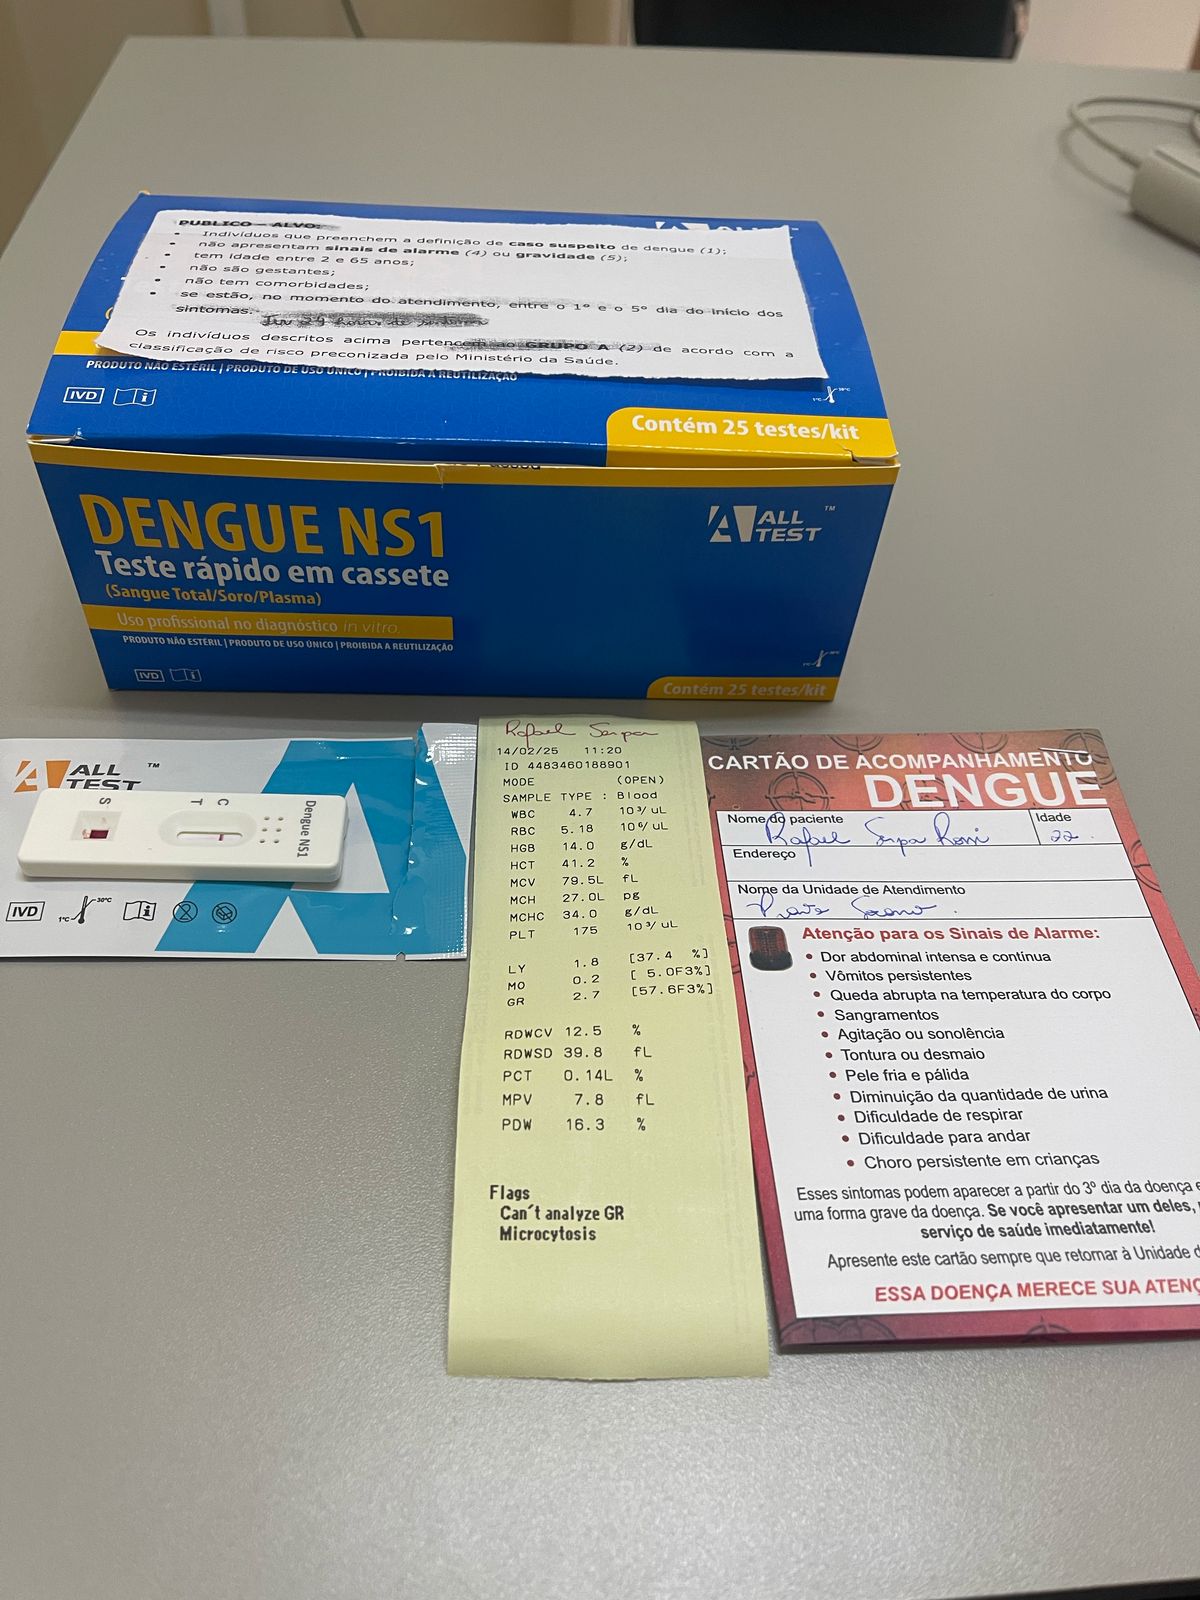 PUBLICO - ALVO:
• Indivíduos que preenchem a definição de caso suspeito de dengue (1);
• não apresentam sinais de alarme (4) ou gravidade (5);
• tem idade entre 2 e 65 anos;
• não são gestantes;
• não tem comorbidades;
• se estão, no momento do atendimento, entre o 1º e o 5º dia do início dos
sintomas.
Os indivíduos descritos acima pertencem ao GRUPO A (2) de acordo com a
classificação de risco preconizada pelo Ministério da Saúde.
PRODUTO NÃO ESTÉRIL | PRODUTO DE USO ÚNICO | PROIBIDA A REUTILIZAÇÃO
IVD
Contém 25 testes/kit
DENGUE NS1
Teste rápido em cassete
(Sangue Total/Soro/Plasma)
Uso profissional no diagnóstico in vitro.
PRODUTO NÃO ESTÉRIL | PRODUTO DE USO ÚNICO | PROIBIDA A REUTILIZAÇÃO
IVD
ALL
TEST™
Contém 25 testes/kit
ALL
TEST™
S
C
T
Dengue NS1
IVD
1°C
30°C
Rafael Serpa
14/02/25 11:20
ID 4483460188901
MODE (OPEN)
SAMPLE TYPE : Blood
WBC 4.7 10³/uL
RBC 5.18 10⁶/uL
HGB 14.0 g/dL
HCT 41.2 %
MCV 79.5L fL
MCH 27.0L pg
MCHC 34.0 g/dL
PLT 175 10³/uL
LY 1.8 [37.4 %]
MO 0.2 [ 5.0F3%]
GR 2.7 [57.6F3%]
RDWCV 12.5 %
RDWSD 39.8 fL
PCT 0.14L %
MPV 7.8 fL
PDW 16.3 %
Flags
Can't analyze GR
Microcytosis
CARTÃO DE ACOMPANHAMENTO
DENGUE
Nome do paciente
Rafael Serpa
Idade
22
Endereço
Nome da Unidade de Atendimento
Atenção para os Sinais de Alarme:
• Dor abdominal intensa e contínua
• Vômitos persistentes
• Queda abrupta na temperatura do corpo
• Sangramentos
• Agitação ou sonolência
• Tontura ou desmaio
• Pele fria e pálida
• Diminuição da quantidade de urina
• Dificuldade de respirar
• Dificuldade para andar
• Choro persistente em crianças
Esses sintomas podem aparecer a partir do 3º dia da doença e
uma forma grave da doença. Se você apresentar um deles,
serviço de saúde imediatamente!
Apresente este cartão sempre que retornar à Unidade d
ESSA DOENÇA MERECE SUA ATENÇ